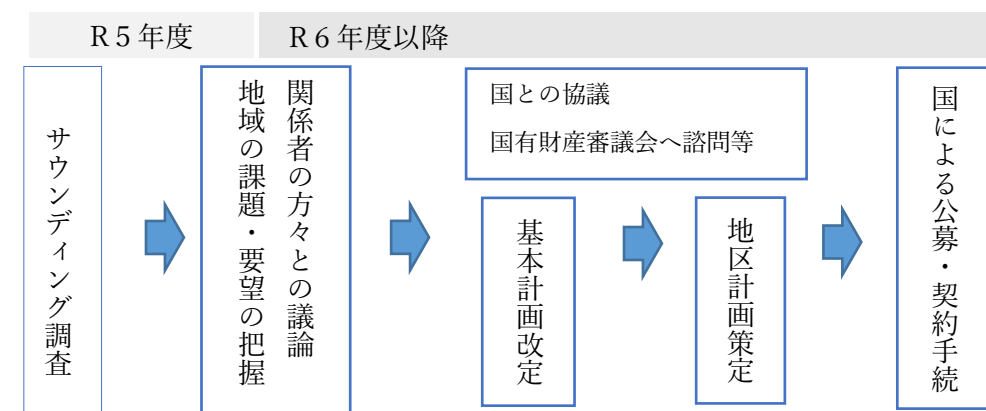 R5年度
R6年度以降
サウンディング調査
関係者の方々との議論
地域の課題・要望の把握
国との協議
国有財産審議会へ諮問等
基本計画改定
地区計画策定
国による公募・契約手続